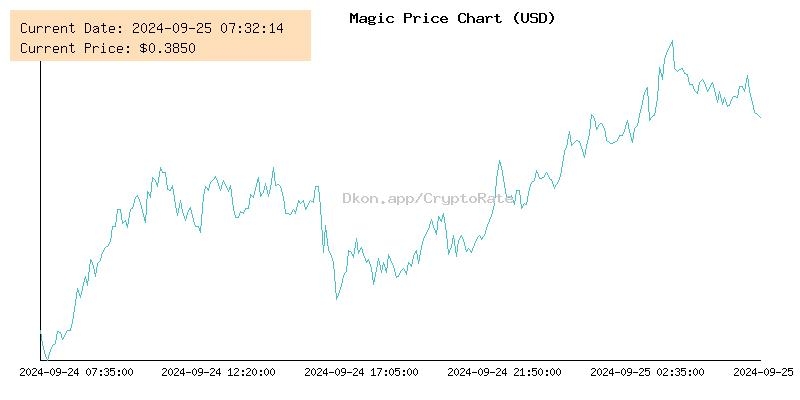 Magic Price Chart (USD)
Current Date: 2024-09-25 07:32:14
Current Price: $0.3850
Dkon.app/CryptoRate
2024-09-24 07:35:00 2024-09-24 12:20:00 2024-09-24 17:05:00 2024-09-24 21:50:00 2024-09-25 02:35:00 2024-09-25